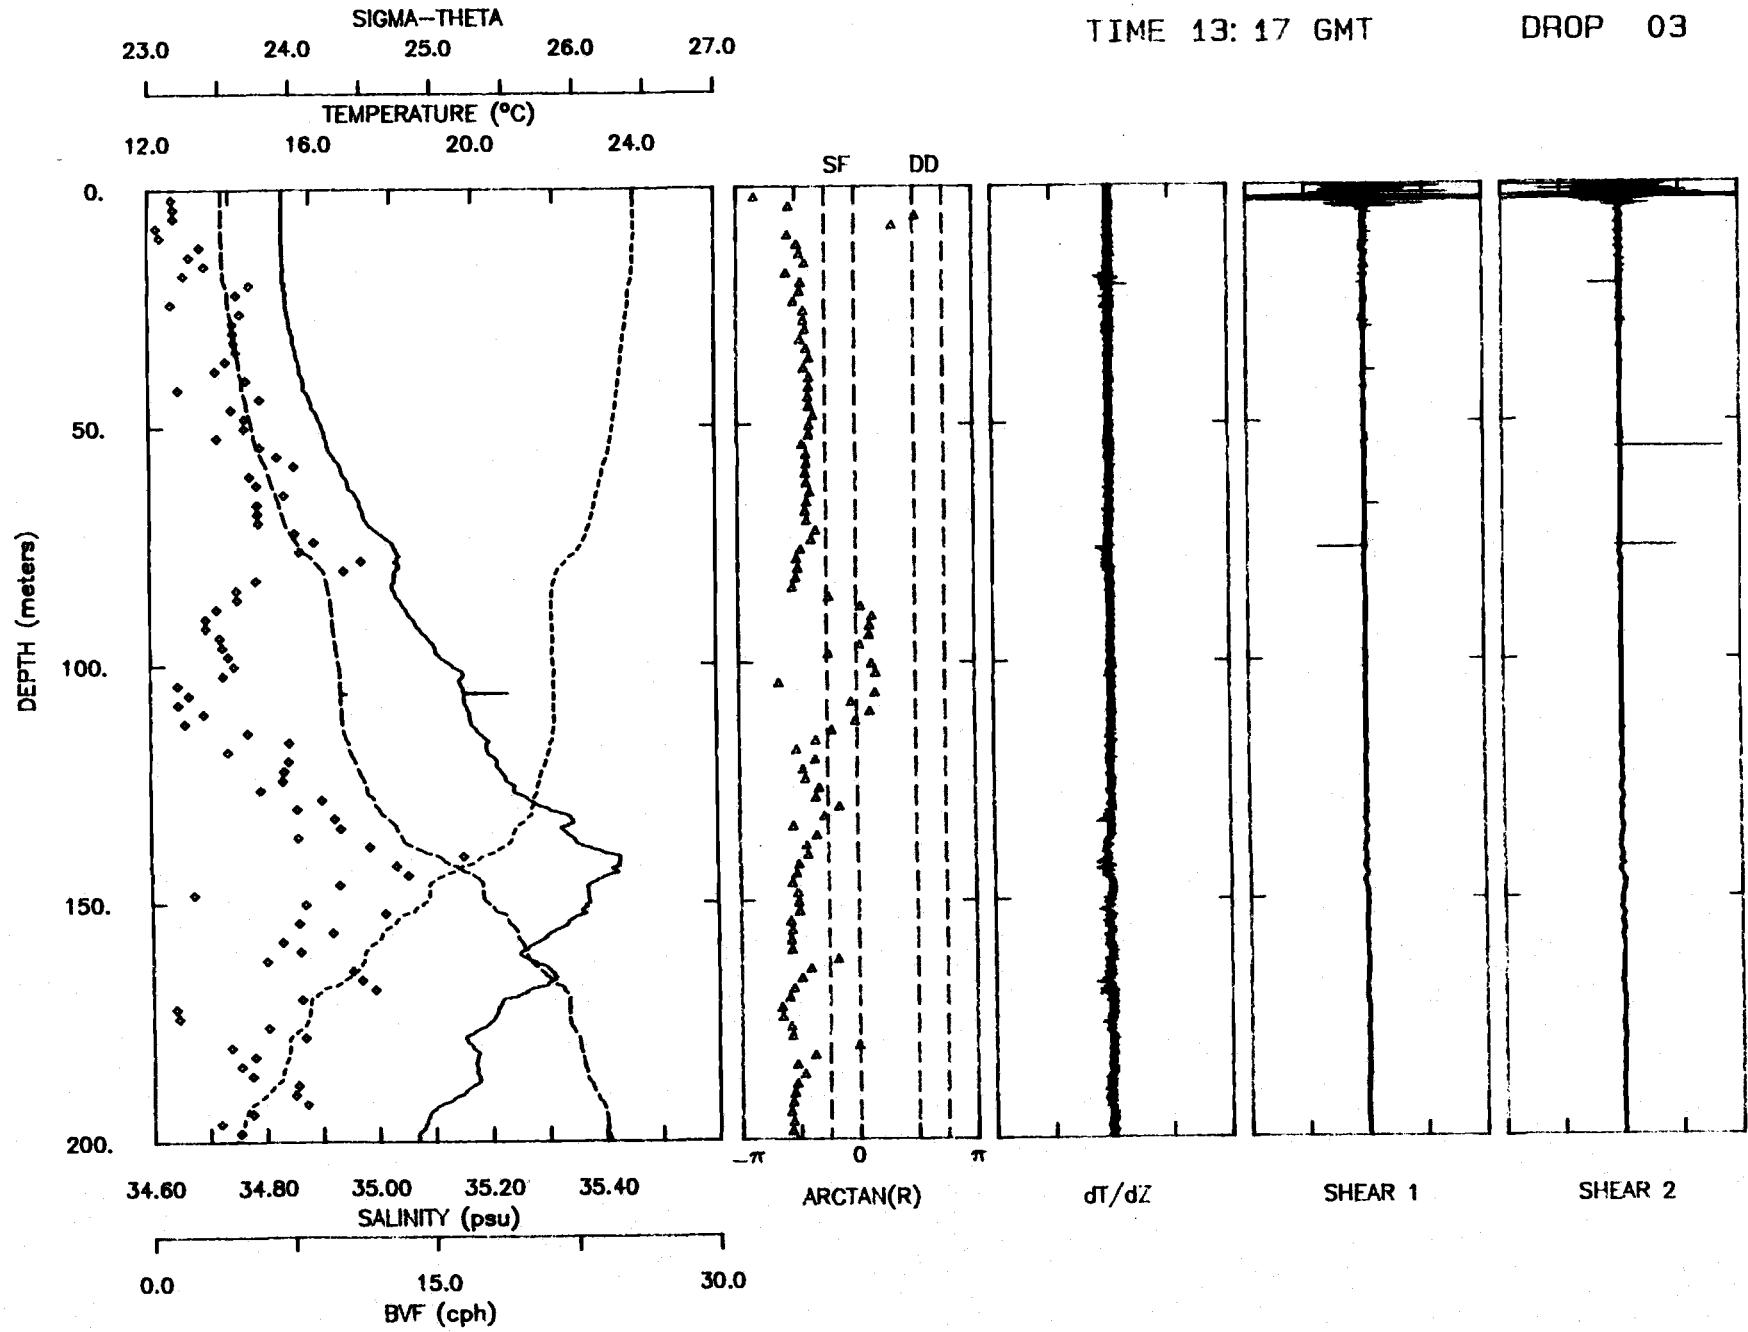 SIGMA-THETA
TIME 13:17 GMT DROP 03
23.0 24.0 25.0 26.0 27.0
TEMPERATURE (°C)
12.0 16.0 20.0 24.0
SF DD
0.
50.
100.
150.
200.
DEPTH (meters)
-π 0 π
34.60 34.80 35.00 35.20 35.40
SALINITY (psu)
ARCTAN(R)
dT/dZ
SHEAR 1
SHEAR 2
0.0 15.0 30.0
BVF (cph)